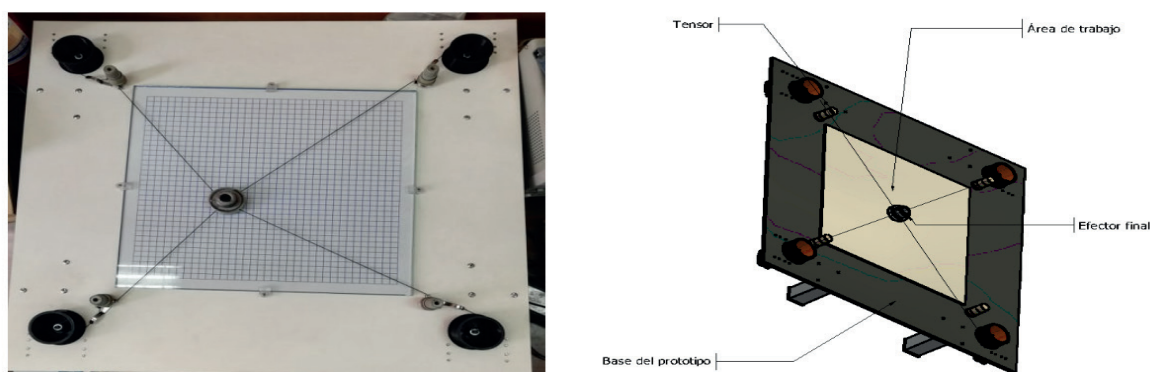 Tensor
Área de trabajo
Efector final
Base del prototipo